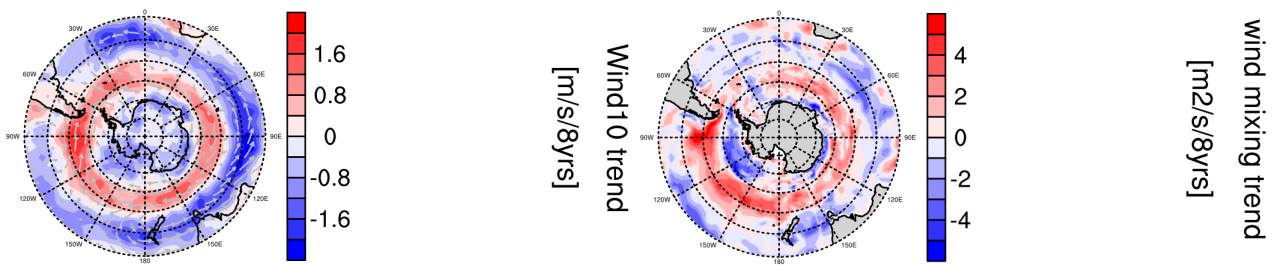 0
30E
60E
90E
120E
150E
180
150W
120W
90W
60W
30W
1.6
0.8
0
-0.8
-1.6
Wind10 trend
[m/s/8yrs]
0
30E
60E
90E
120E
150E
180
150W
120W
90W
60W
30W
4
2
0
-2
-4
wind mixing trend
[m2/s/8yrs]